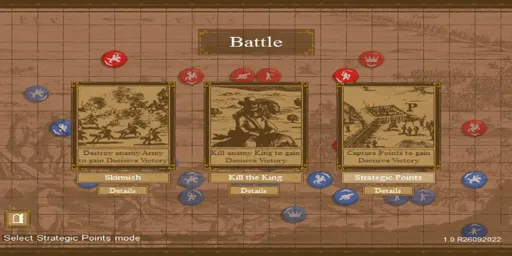 Battle
P
Destroy enemy Army
to gain Decisive Victory
Kill enemy King to gain
Decisive Victory
Capture Points to gain
Decisive Victory
Skirmish
Kill the King
Strategic Points
Details
Details
Details
Select Strategic Points mode
1.0 R26092022